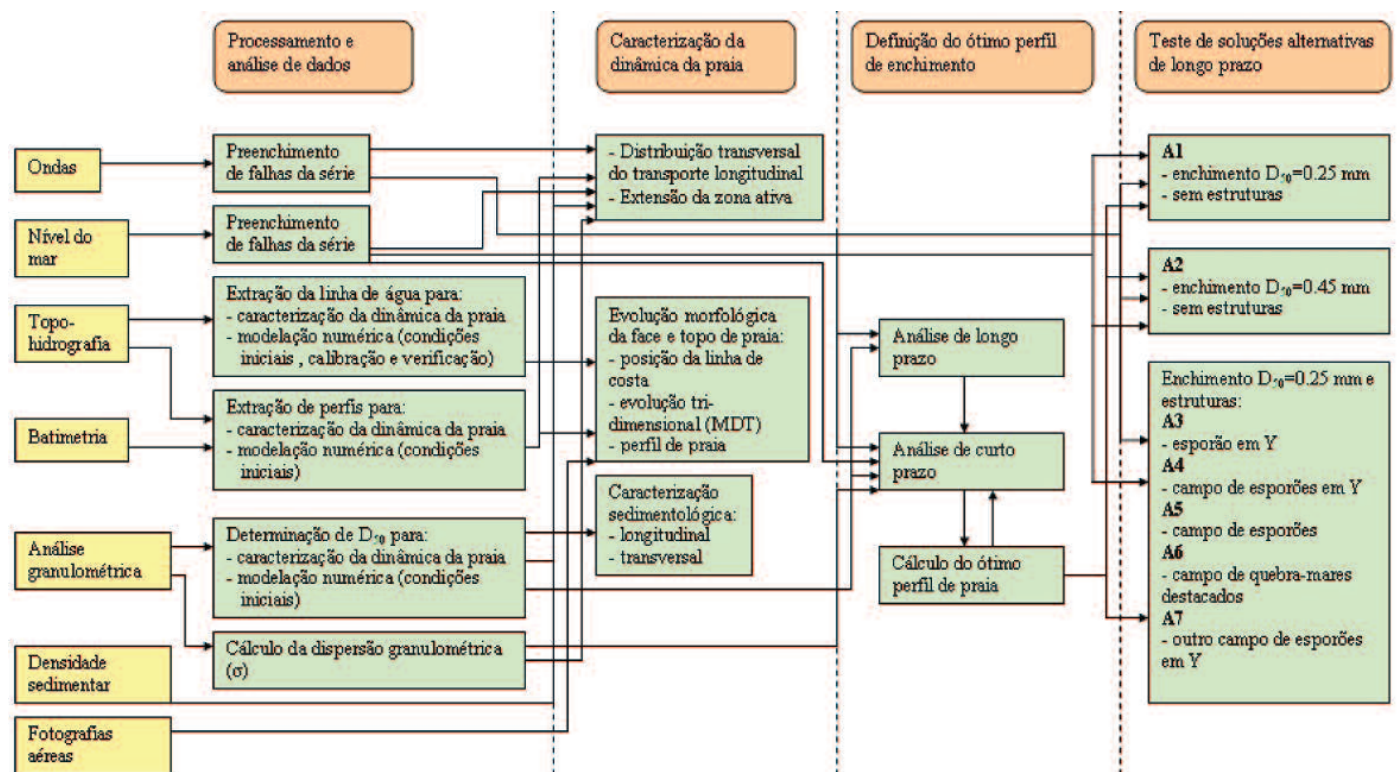 Processamento e
análise de dados
Caracterização da
dinâmica da praia
Definição do ótimo perfil
de enchimento
Teste de soluções alternativas
de longo prazo
Ondas
Nível do
mar
Topo-
hidrografia
Batimetria
Análise
granulométrica
Densidade
sedimentar
Fotografias
aéreas
Preenchimento
de falhas da série
Preenchimento
de falhas da série
Extração da linha de água para:
- caracterização da dinâmica da praia
- modelação numérica (condições
iniciais , calibração e verificação)
Extração de perfis para:
- caracterização da dinâmica da praia
- modelação numérica (condições
iniciais)
Determinação de D₅₀ para:
- caracterização da dinâmica da praia
- modelação numérica (condições
iniciais)
Cálculo da dispersão granulométrica
(σ)
- Distribuição transversal
do transporte longitudinal
- Extensão da zona ativa
Evolução morfológica
da face e topo de praia:
- posição da linha de
costa
- evolução tri-
dimensional (MDT)
- perfil de praia
Caracterização
sedimentológica:
- longitudinal
- transversal
Análise de longo
prazo
Análise de curto
prazo
Cálculo do ótimo
perfil de praia
A1
- enchimento D₅₀=0.25 mm
- sem estruturas
A2
- enchimento D₅₀=0.45 mm
- sem estruturas
Enchimento D₅₀=0.25 mm e
estruturas:
A3
- esporão em Y
A4
- campo de esporões em Y
A5
- campo de esporões
A6
- campo de quebra-mares
destacados
A7
- outro campo de esporões
em Y